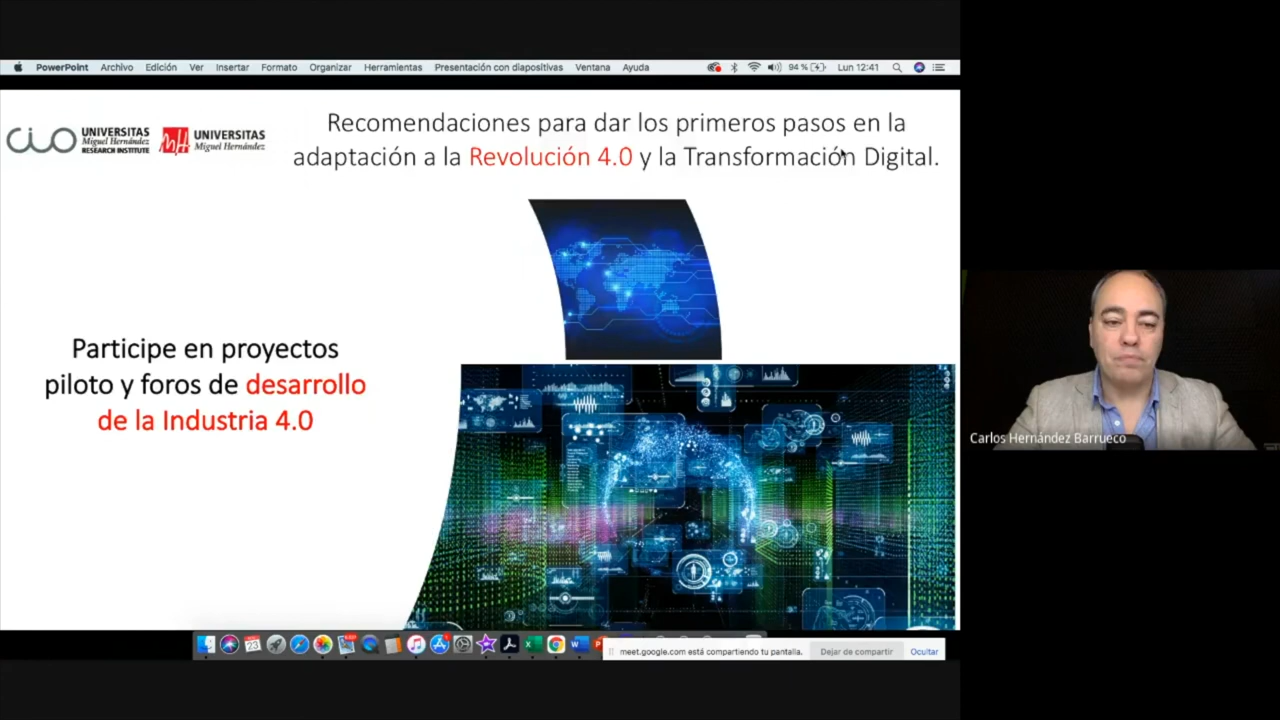 PowerPoint Archivo Edición Ver Insertar Formato Organizar Herramientas Presentación con diapositivas Ventana Ayuda 94 % Lun 12:41
CIO UNIVERSITAS Miguel Hernández RESEARCH INSTITUTE
UNIVERSITAS Miguel Hernández
Recomendaciones para dar los primeros pasos en la
adaptación a la Revolución 4.0 y la Transformación Digital.
Participe en proyectos
piloto y foros de desarrollo
de la Industria 4.0
Carlos Hernández Barrueco
23
meet.google.com está compartiendo tu pantalla. Dejar de compartir Ocultar